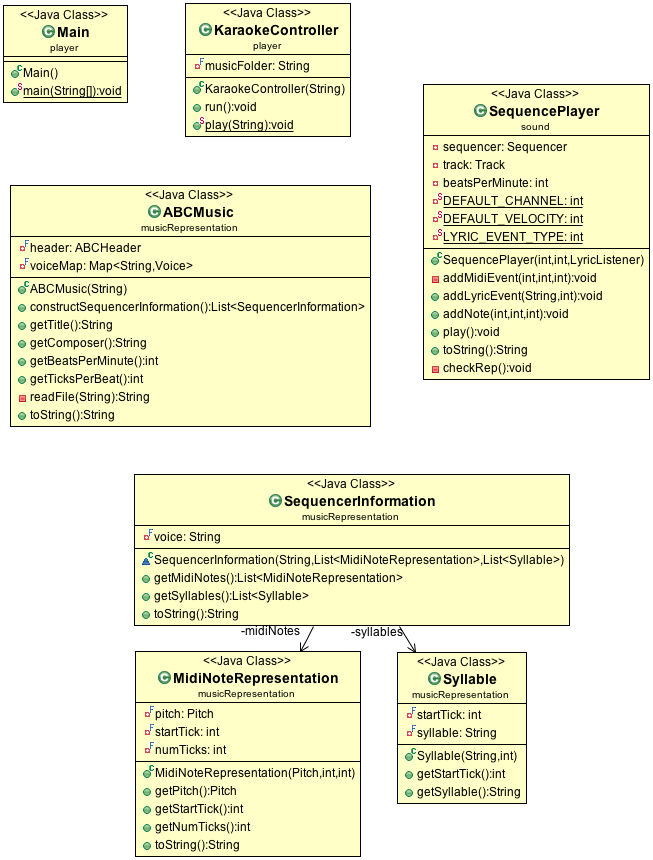 <<Java Class>>
Main
player
Main()
main(String[]):void
<<Java Class>>
KaraokeController
player
musicFolder: String
KaraokeController(String)
run():void
play(String):void
<<Java Class>>
SequencePlayer
sound
sequencer: Sequencer
track: Track
beatsPerMinute: int
DEFAULT_CHANNEL: int
DEFAULT_VELOCITY: int
LYRIC_EVENT_TYPE: int
SequencePlayer(int,int,LyricListener)
addMidiEvent(int,int,int):void
addLyricEvent(String,int):void
addNote(int,int,int):void
play():void
toString():String
checkRep():void
<<Java Class>>
ABCMusic
musicRepresentation
header: ABCHeader
voiceMap: Map<String,Voice>
ABCMusic(String)
constructSequencerInformation():List<SequencerInformation>
getTitle():String
getComposer():String
getBeatsPerMinute():int
getTicksPerBeat():int
readFile(String):String
toString():String
<<Java Class>>
SequencerInformation
musicRepresentation
voice: String
SequencerInformation(String,List<MidiNoteRepresentation>,List<Syllable>)
getMidiNotes():List<MidiNoteRepresentation>
getSyllables():List<Syllable>
toString():String
-midiNotes
-syllables
<<Java Class>>
MidiNoteRepresentation
musicRepresentation
pitch: Pitch
startTick: int
numTicks: int
MidiNoteRepresentation(Pitch,int,int)
getPitch():Pitch
getStartTick():int
getNumTicks():int
toString():String
<<Java Class>>
Syllable
musicRepresentation
startTick: int
syllable: String
Syllable(String,int)
getStartTick():int
getSyllable():String